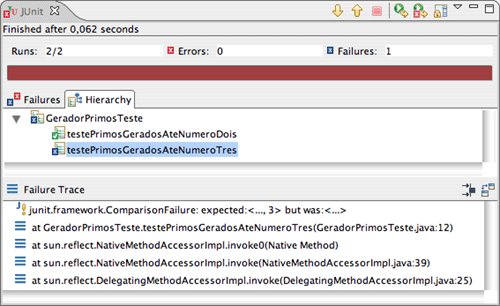 JUnit
Finished after 0,062 seconds
Runs: 2/2 Errors: 0 Failures: 1
Failures Hierarchy
GeradorPrimosTeste
testePrimosGeradosAteNumeroDois
testePrimosGeradosAteNumeroTres
Failure Trace
junit.framework.ComparisonFailure: expected:<..., 3> but was:<...>
at GeradorPrimosTeste.testePrimosGeradosAteNumeroTres(GeradorPrimosTeste.java:12)
at sun.reflect.NativeMethodAccessorImpl.invoke0(Native Method)
at sun.reflect.NativeMethodAccessorImpl.invoke(NativeMethodAccessorImpl.java:39)
at sun.reflect.DelegatingMethodAccessorImpl.invoke(DelegatingMethodAccessorImpl.java:25)